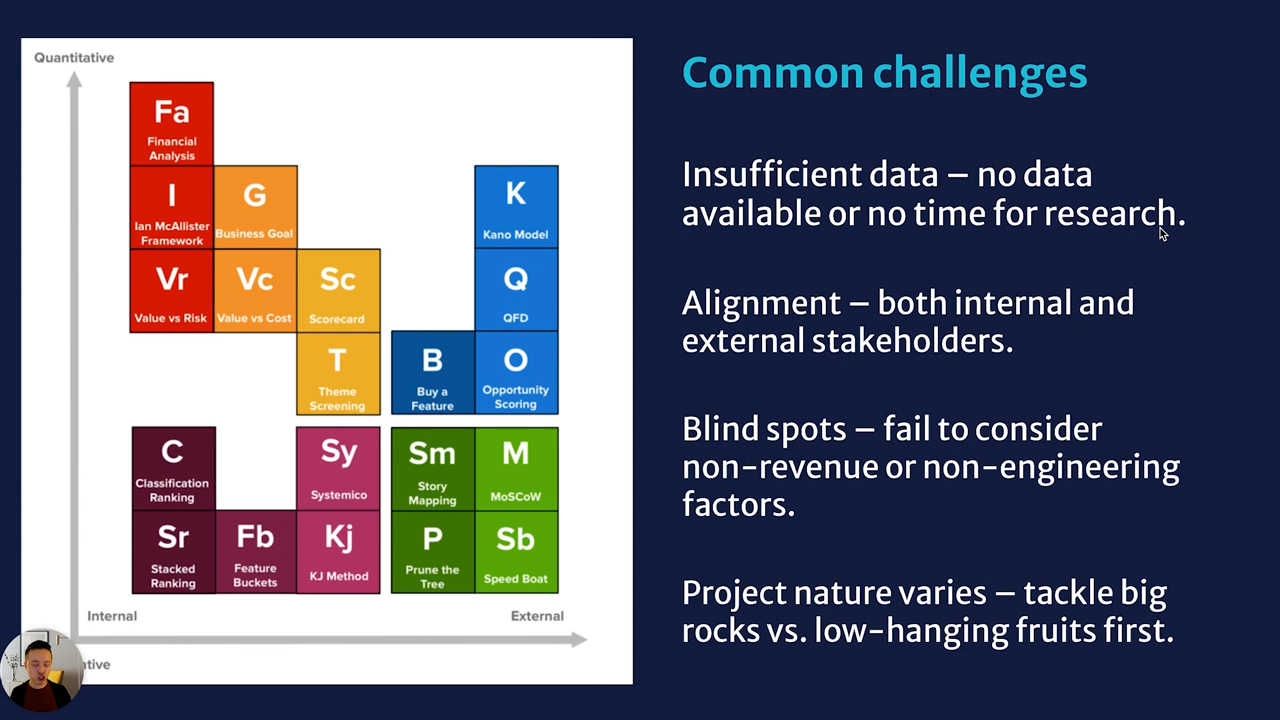 Quantitative
Fa
Financial
Analysis
I
Ian McAllister
Framework
G
Business Goal
K
Kano Model
Vr
Value vs Risk
Vc
Value vs Cost
Sc
Scorecard
Q
QFD
T
Theme
Screening
B
Buy a
Feature
O
Opportunity
Scoring
C
Classification
Ranking
Sy
Systemico
Sm
Story
Mapping
M
MoSCoW
Sr
Stacked
Ranking
Fb
Feature
Buckets
Kj
KJ Method
P
Prune the
Tree
Sb
Speed Boat
Internal
External
Common challenges
Insufficient data – no data
available or no time for research.
Alignment – both internal and
external stakeholders.
Blind spots – fail to consider
non-revenue or non-engineering
factors.
Project nature varies – tackle big
rocks vs. low-hanging fruits first.